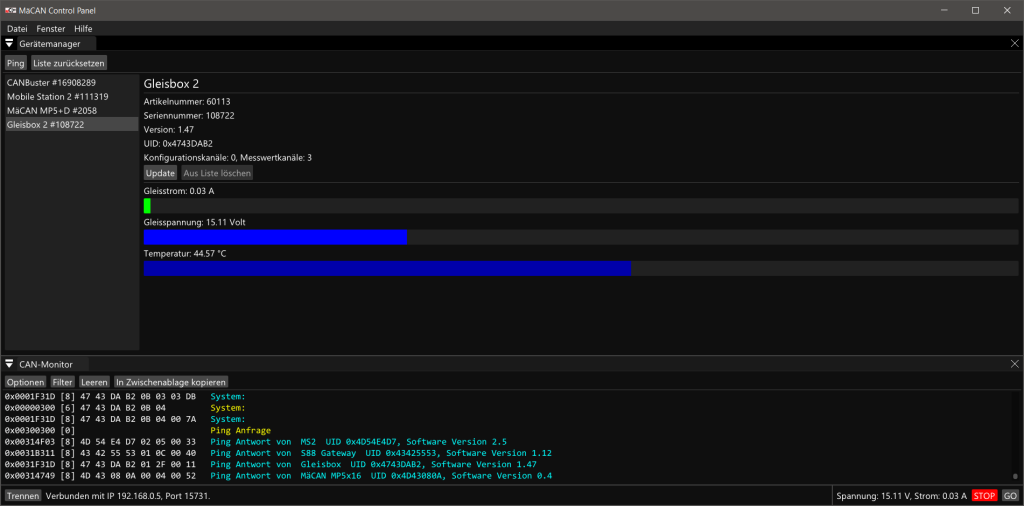 MäCAN Control Panel
Datei Fenster Hilfe
Gerätemanager
Ping Liste zurücksetzen
CANBuster #16908289
Mobile Station 2 #111319
MäCAN MP5+D #2058
Gleisbox 2 #108722
Gleisbox 2
Artikelnummer: 60113
Seriennummer: 108722
Version: 1.47
UID: 0x4743DAB2
Konfigurationskanäle: 0, Messwertkanäle: 3
Update Aus Liste löschen
Gleisstrom: 0.03 A
Gleisspannung: 15.11 Volt
Temperatur: 44.57 °C
CAN-Monitor
Optionen Filter Leeren In Zwischenablage kopieren
0x0001F31D [8] 47 43 DA B2 0B 03 03 DB System:
0x00000300 [6] 47 43 DA B2 0B 04 System:
0x0001F31D [8] 47 43 DA B2 0B 04 00 7A System:
0x00300300 [0] Ping Anfrage
0x00314F03 [8] 4D 54 E4 D7 02 05 00 33 Ping Antwort von MS2 UID 0x4D54E4D7, Software Version 2.5
0x0031B311 [8] 43 42 55 53 01 0C 00 40 Ping Antwort von S88 Gateway UID 0x43425553, Software Version 1.12
0x0031F31D [8] 47 43 DA B2 01 2F 00 11 Ping Antwort von Gleisbox UID 0x4743DAB2, Software Version 1.47
0x00314749 [8] 4D 43 08 0A 00 04 00 52 Ping Antwort von MäCAN MP5x16 UID 0x4D43080A, Software Version 0.4
Trennen Verbunden mit IP 192.168.0.5, Port 15731.
Spannung: 15.11 V, Strom: 0.03 A STOP GO